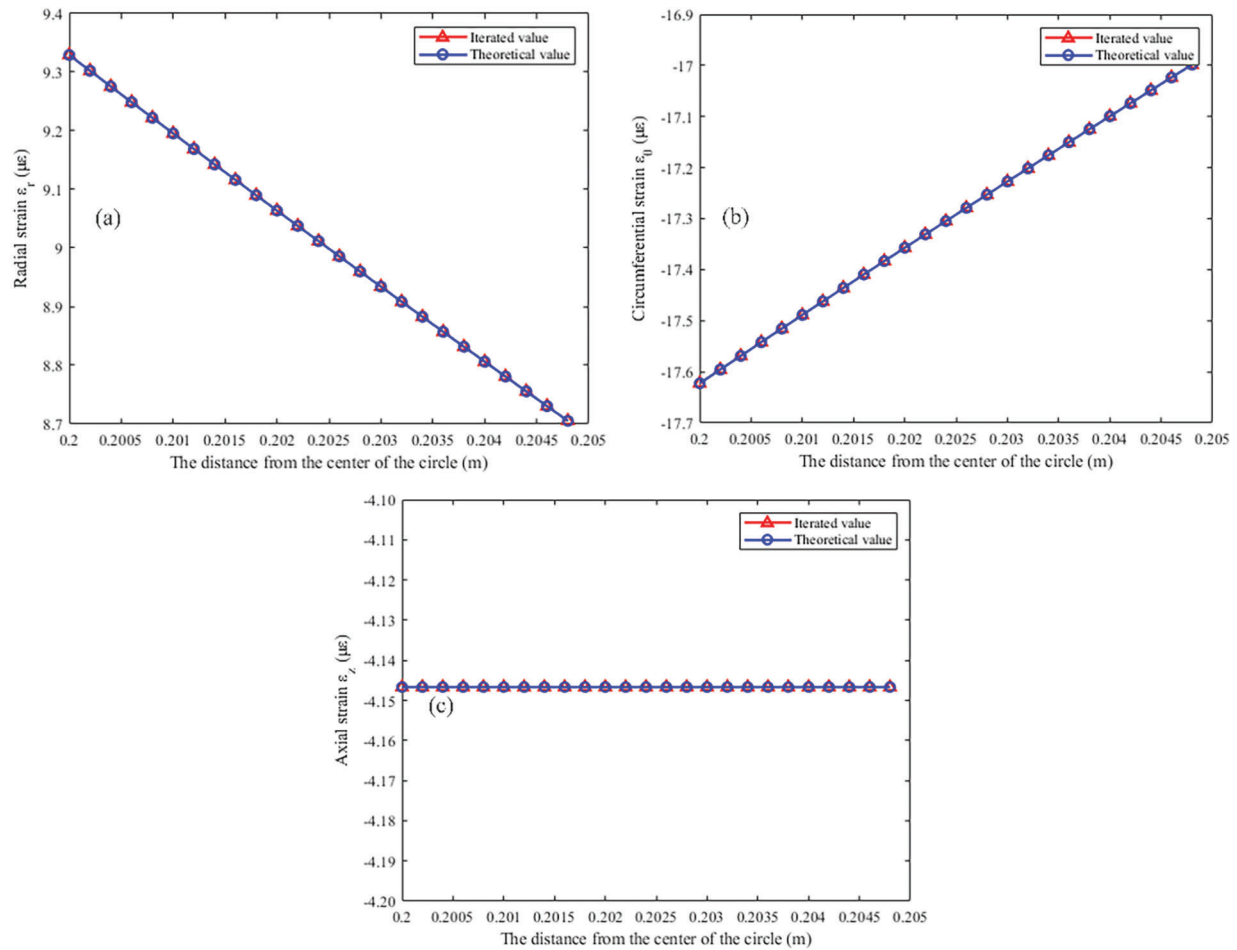 9.4
9.3
9.2
9.1
9
8.9
8.8
8.7
Radial strain ε_r (με)
Iterated value
Theoretical value
(a)
0.2 0.2005 0.201 0.2015 0.202 0.2025 0.203 0.2035 0.204 0.2045 0.205
The distance from the center of the circle (m)
-16.9
-17
-17.1
-17.2
-17.3
-17.4
-17.5
-17.6
-17.7
Circumferential strain ε_θ (με)
Iterated value
Theoretical value
(b)
0.2 0.2005 0.201 0.2015 0.202 0.2025 0.203 0.2035 0.204 0.2045 0.205
The distance from the center of the circle (m)
-4.10
-4.11
-4.12
-4.13
-4.14
-4.15
-4.16
-4.17
-4.18
-4.19
-4.20
Axial strain ε_z (με)
Iterated value
Theoretical value
(c)
0.2 0.2005 0.201 0.2015 0.202 0.2025 0.203 0.2035 0.204 0.2045 0.205
The distance from the center of the circle (m)